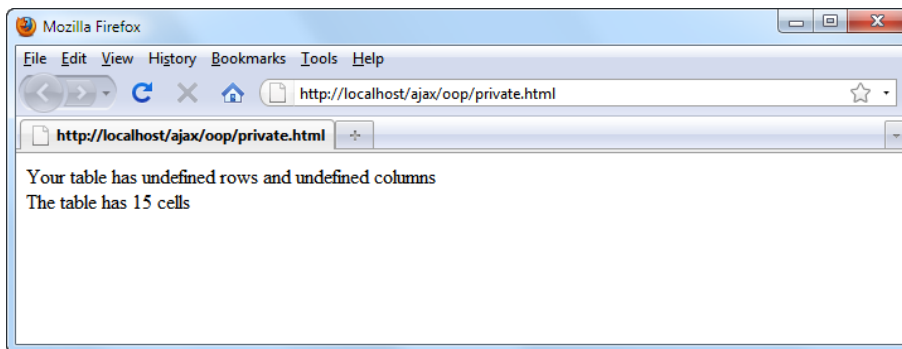 Mozilla Firefox
File Edit View History Bookmarks Tools Help
http://localhost/ajax/oop/private.html
http://localhost/ajax/oop/private.html
Your table has undefined rows and undefined columns
The table has 15 cells